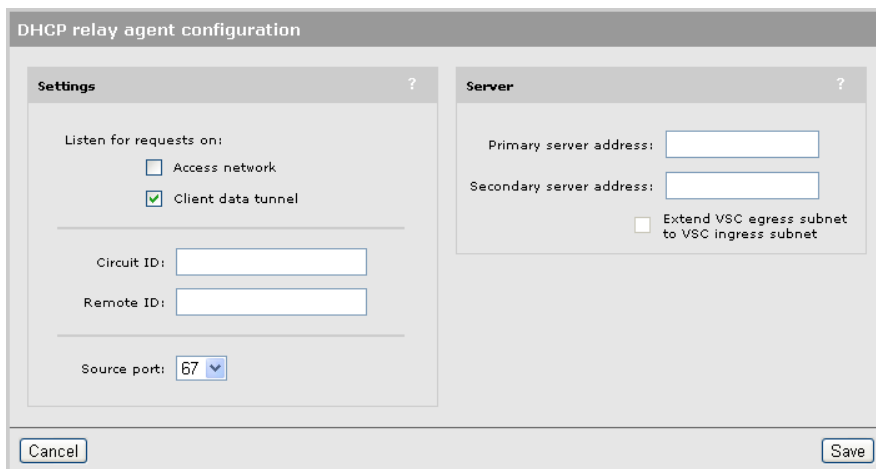 DHCP relay agent configuration
Settings ?
Listen for requests on:
Access network
Client data tunnel
Circuit ID:
Remote ID:
Source port: 67
Server ?
Primary server address:
Secondary server address:
Extend VSC egress subnet
to VSC ingress subnet
Cancel
Save